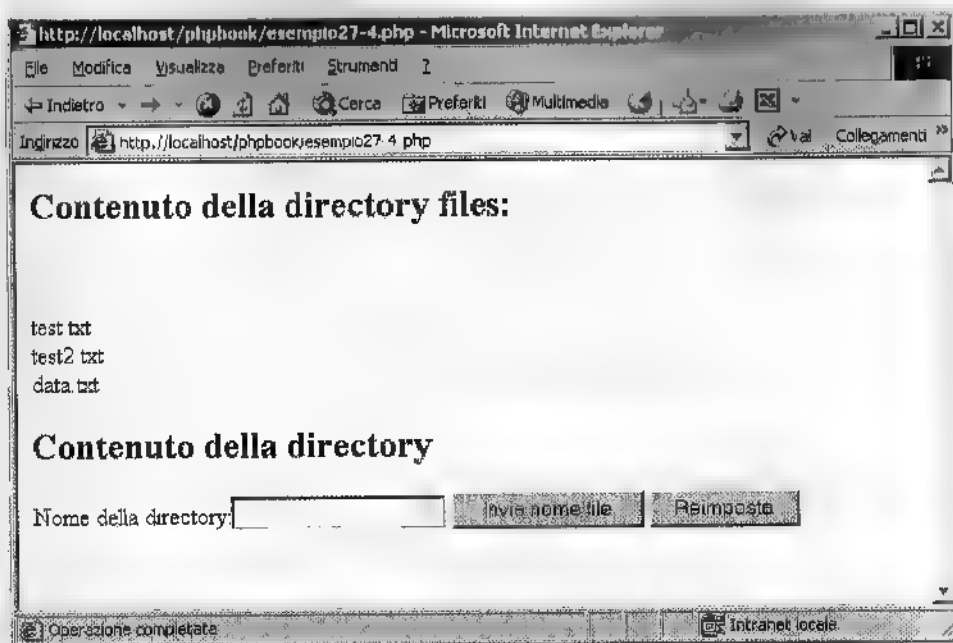 http://localhost/phpbook/esempio27-4.php - Microsoft Internet Explorer
File Modifica Visualizza Preferiti Strumenti ?
Indietro Cerca Preferiti Multimedia
Indirizzo http://localhost/phpbook/esempio27-4.php Vai Collegamenti »
Contenuto della directory files:
test.txt
test2.txt
data.txt
Contenuto della directory
Nome della directory: Invia nome file Reimposta
Operazione completata Intranet locale